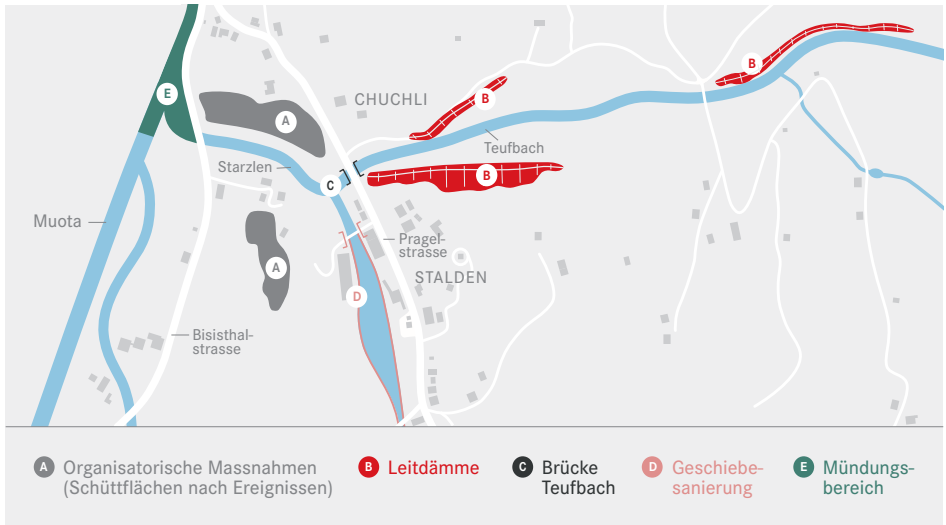 B
E
CHUCHLI
B
A
Teufbach
Starzlen
C
B
Muota
Pragel-
strasse
A
STALDEN
D
Bisisthal-
strasse
A Organisatorische Massnahmen
(Schüttflächen nach Ereignissen)
B Leitdämme
C Brücke
Teufbach
D Geschiebe-
sanierung
E Mündungs-
bereich